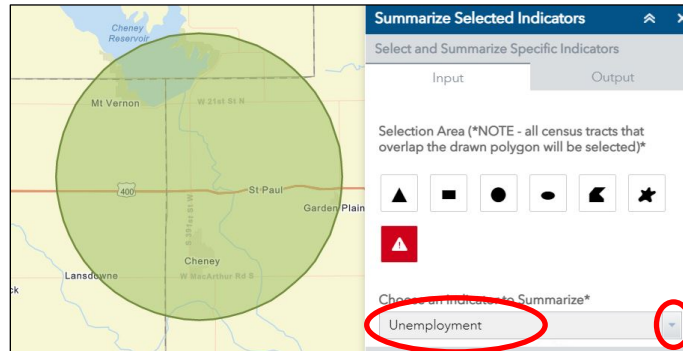 Cheney
Reservoir
Mt Vernon
W 21st St N
400
St Paul
Garden Plain
S 391st St W
Cheney
Lansdowne
W MacArthur Rd S
ck
Summarize Selected Indicators
Select and Summarize Specific Indicators
Input
Output
Selection Area (*NOTE - all census tracts that
overlap the drawn polygon will be selected)*
Choose an Indicator to Summarize*
Unemployment